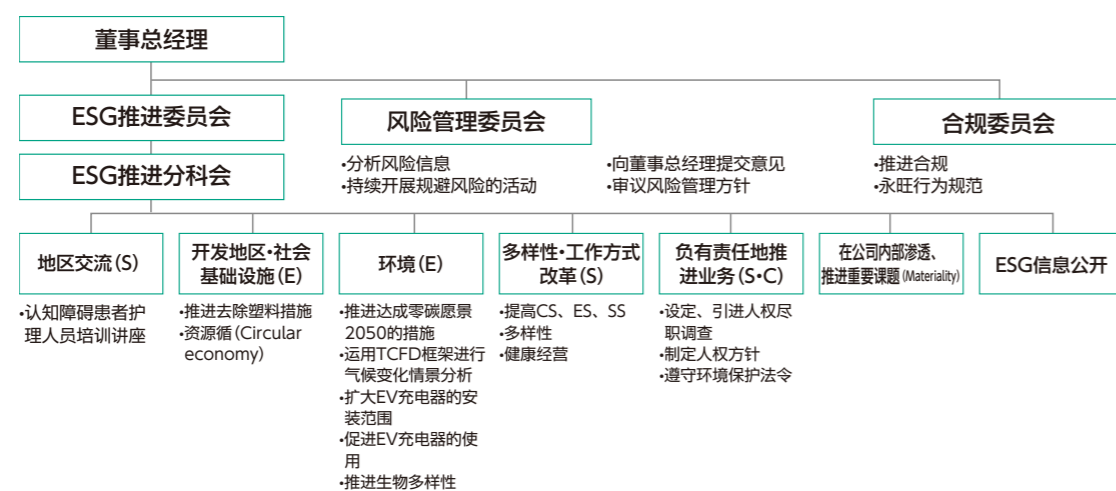 董事总经理
ESG推进委员会
风险管理委员会
合规委员会
ESG推进分科会
•分析风险信息
•持续开展规避风险的活动
•向董事总经理提交意见
•审议风险管理方针
•推进合规
•永旺行为规范
地区交流(S)
开发地区•社会
基础设施(E)
环境(E)
多样性•工作方式
改革(S)
负有责任地推
进业务(S•C)
在公司内部渗透、
推进重要课题(Materiality)
ESG信息公开
•认知障碍患者护
理人员培训讲座
•推进去除塑料措施
•资源循(Circular
economy)
•推进达成零碳愿景
2050的措施
•运用TCFD框架进行
气候变化情景分析
•扩大EV充电器的安
装范围
•促进EV充电器的使
用
•推进生物多样性
•提高CS、ES、SS
•多样性
•健康经营
•设定、引进人权尽
职调查
•制定人权方针
•遵守环境保护法令